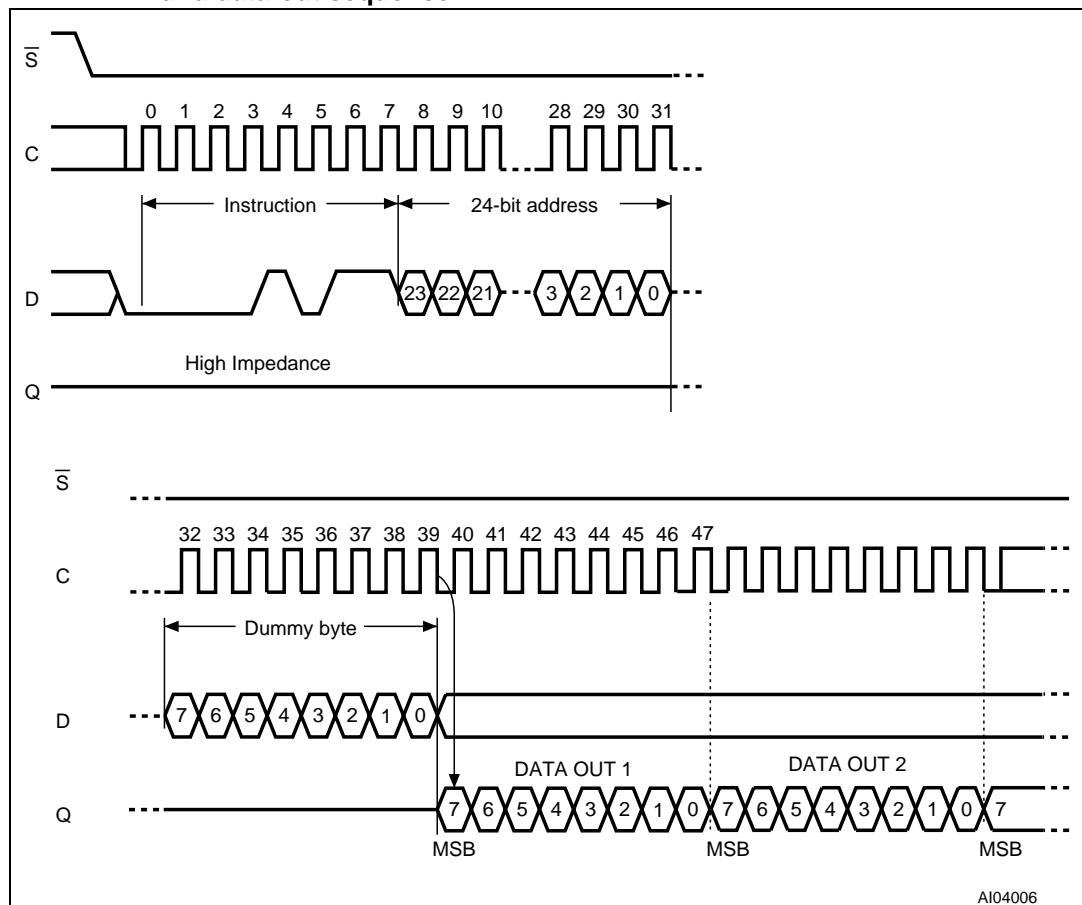 S
0 1 2 3 4 5 6 7 8 9 10 28 29 30 31
C
Instruction 24-bit address
D 23 22 21 3 2 1 0
High Impedance
Q
S
32 33 34 35 36 37 38 39 40 41 42 43 44 45 46 47
C
Dummy byte
D 7 6 5 4 3 2 1 0
DATA OUT 1 DATA OUT 2
Q 7 6 5 4 3 2 1 0 7 6 5 4 3 2 1 0 7
MSB MSB MSB
AI04006